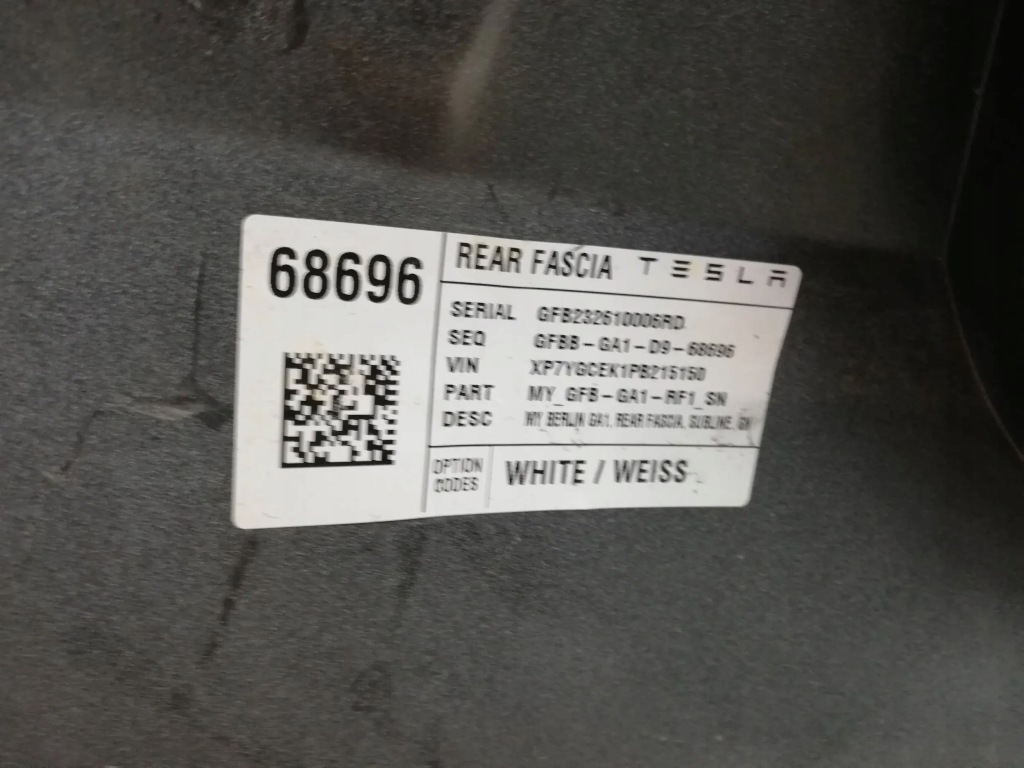 68696
REAR FASCIA TESLA
SERIAL GFB232610006RD
SEQ GFBB-GA1-D9-68696
VIN XP7YGCEK1PB215150
PART MY_GFB-GA1-RF1_SN
DESC MY BERLIN GA1, REAR FASCIA, SUBLINE, GN
OPTION CODES WHITE / WEISS